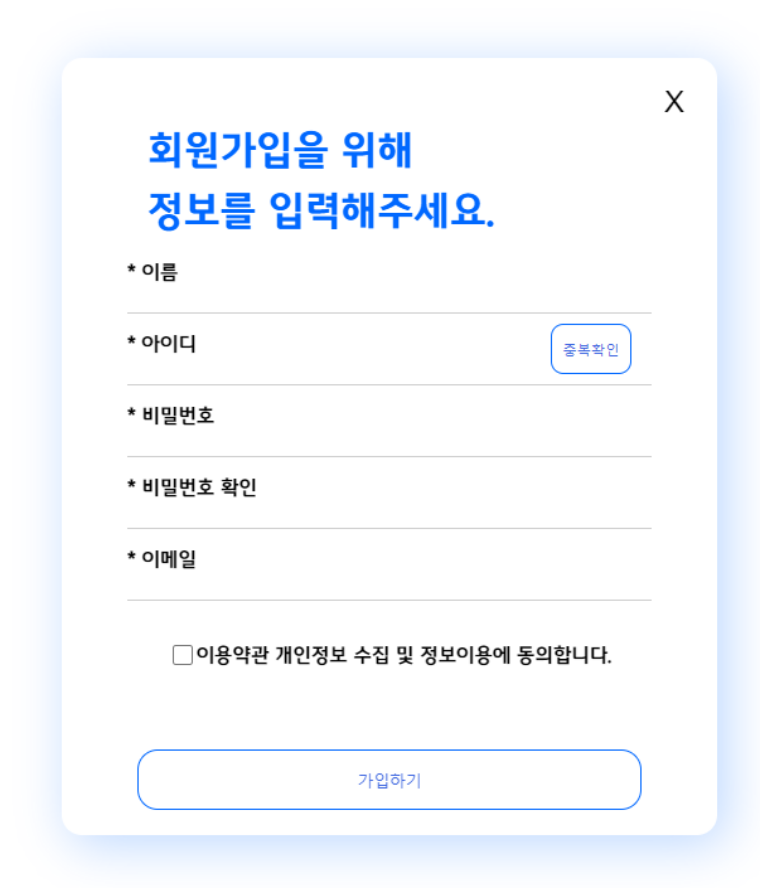 X
회원가입을 위해
정보를 입력해주세요.
* 이름
* 아이디
중복확인
* 비밀번호
* 비밀번호 확인
* 이메일
이용약관 개인정보 수집 및 정보이용에 동의합니다.
가입하기